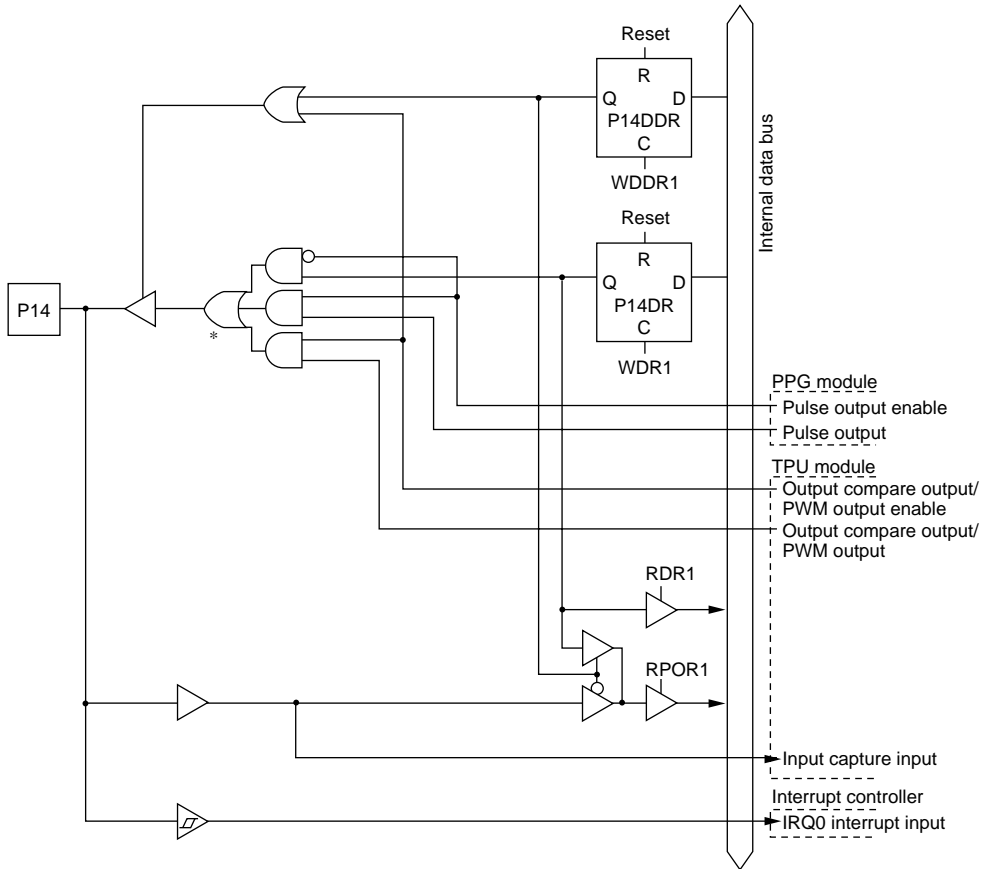 Reset
R
Q D
P14DDR
C
WDDR1
Internal data bus
Reset
R
Q D
P14DR
C
WDR1
P14
*
PPG module
Pulse output enable
Pulse output
TPU module
Output compare output/
PWM output enable
Output compare output/
PWM output
RDR1
RPOR1
Input capture input
Interrupt controller
IRQ0 interrupt input